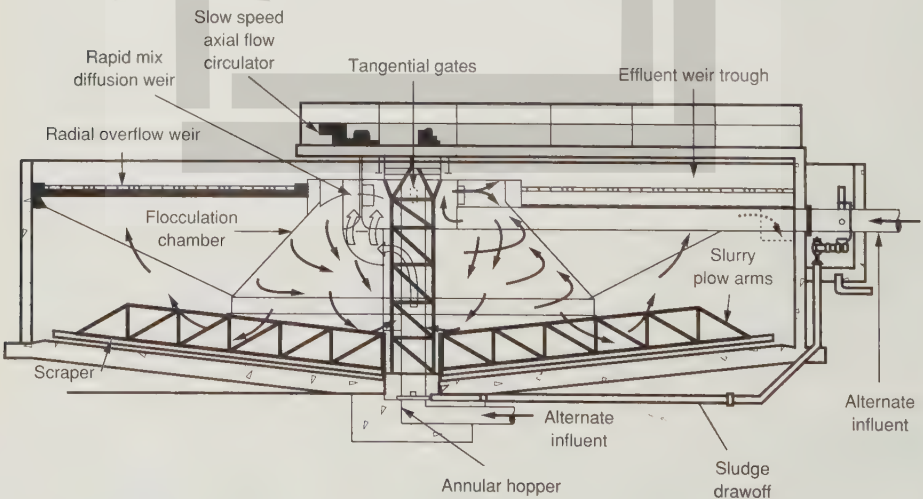 Slow speed
axial flow
circulator
Rapid mix
diffusion weir
Tangential gates
Effluent weir trough
Radial overflow weir
Flocculation
chamber
Slurry
plow arms
Scraper
Alternate
influent
Alternate
influent
Annular hopper
Sludge
drawoff